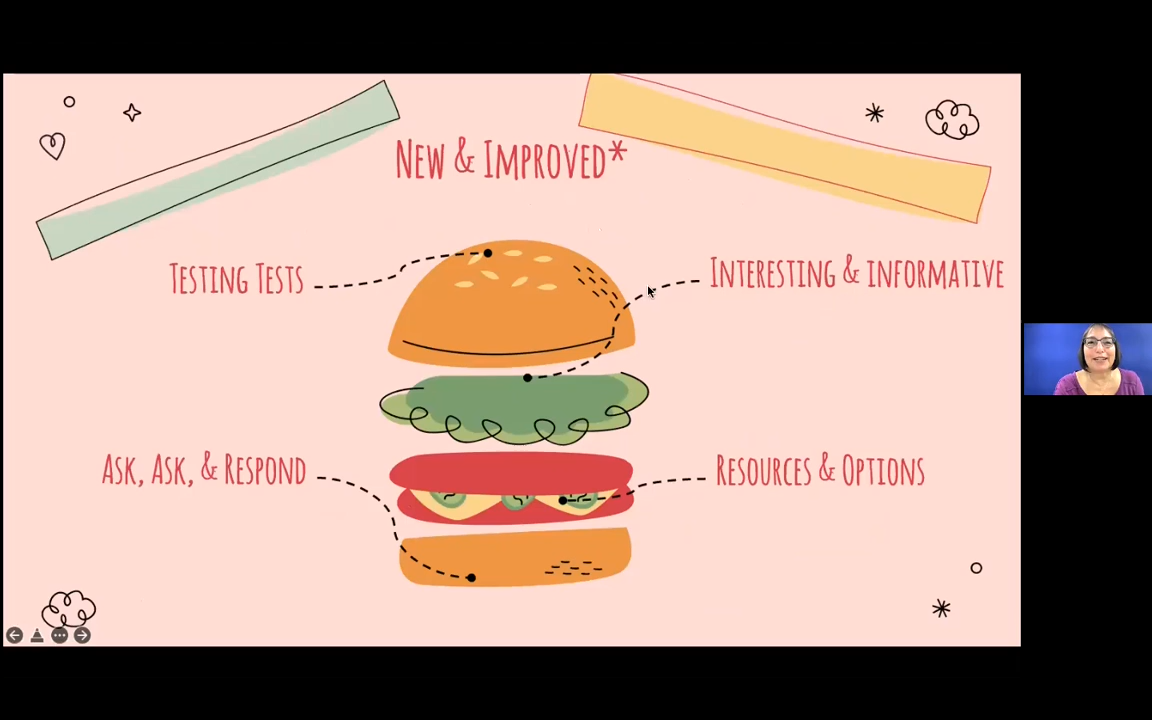 New & Improved*
Testing Tests
Interesting & informative
Ask, Ask, & Respond
Resources & Options